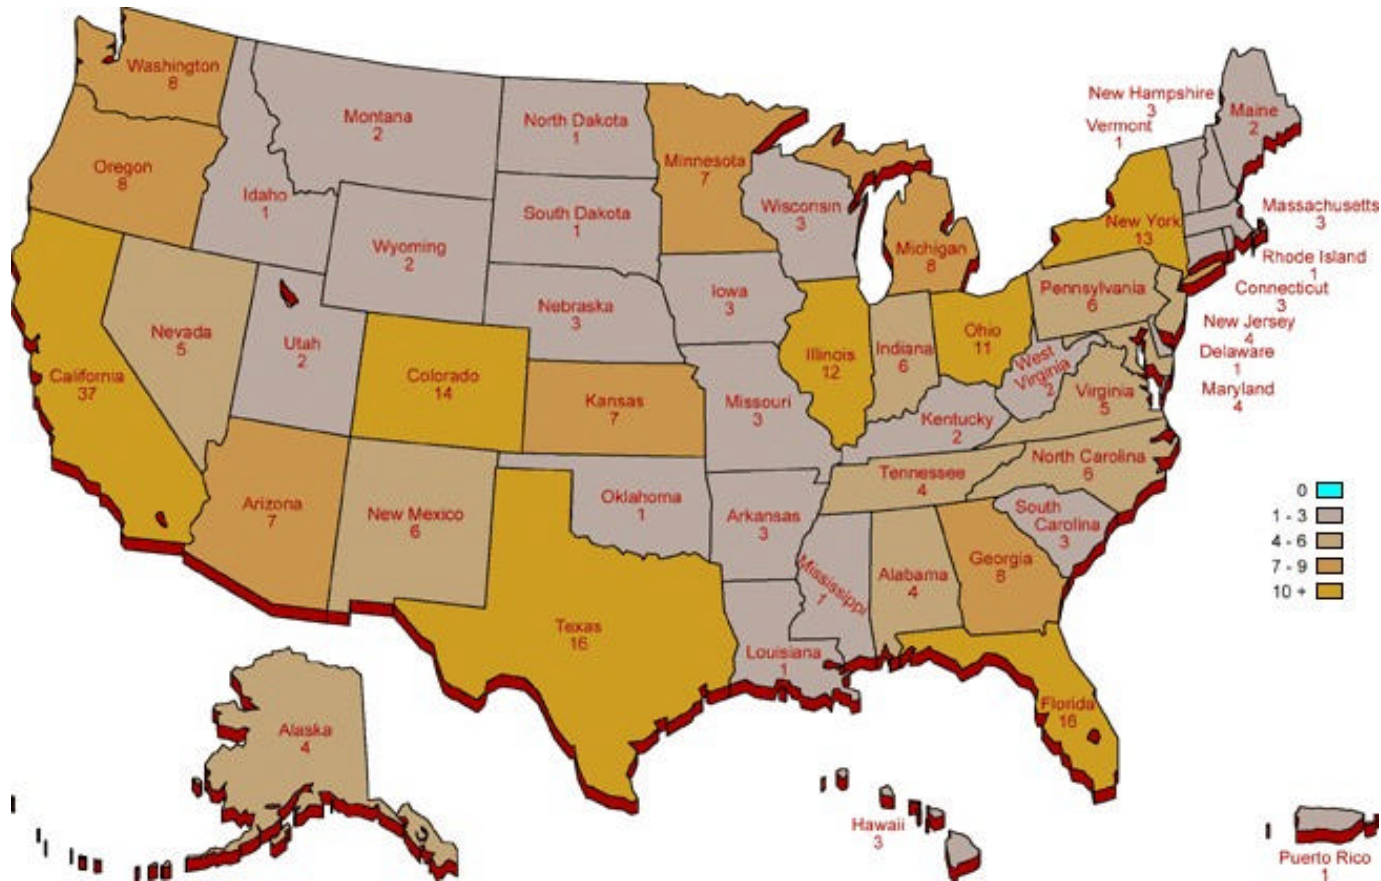 Washington
8
Montana
2
North Dakota
1
Minnesota
7
New Hampshire
3
Vermont
1
Maine
2
Oregon
8
Idaho
1
South Dakota
1
Wisconsin
3
Massachusetts
3
Wyoming
2
Michigan
8
New York
13
Rhode Island
1
Connecticut
3
Nebraska
3
Iowa
3
Pennsylvania
6
New Jersey
4
Nevada
5
Utah
2
Illinois
12
Indiana
6
Ohio
11
Delaware
1
California
37
Colorado
14
Kansas
7
Missouri
3
Kentucky
2
West
Virginia
2
Virginia
5
Maryland
4
Arizona
7
New Mexico
6
Oklahoma
1
Arkansas
3
Tennessee
4
North Carolina
6
South
Carolina
3
0
1 - 3
4 - 6
7 - 9
10 +
Texas
16
Louisiana
1
Mississippi
1
Alabama
4
Georgia
8
Florida
16
Alaska
4
Hawaii
3
Puerto Rico
1